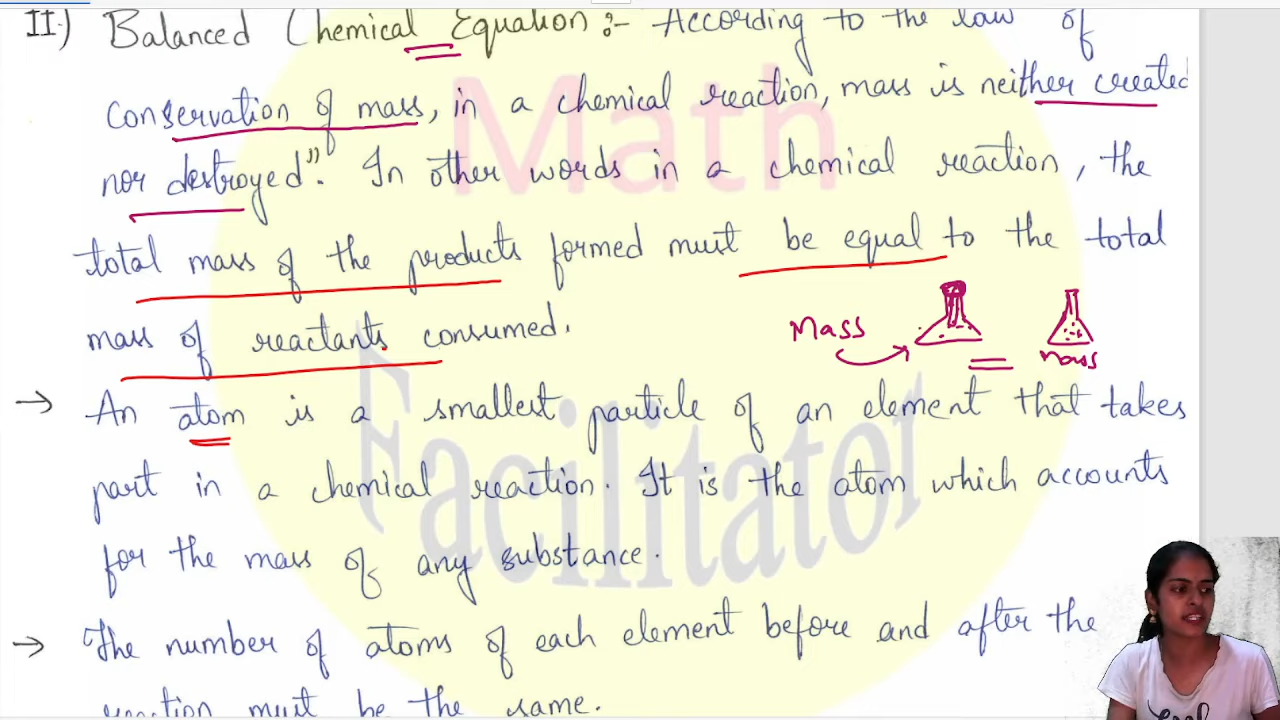 II) Balanced Chemical Equation :- According to the law of
conservation of mass, in a chemical reaction, mass is neither created
nor destroyed". In other words in a chemical reaction, the
total mass of the products formed must be equal to the total
mass of reactants consumed.
Mass
mass
→ An atom is a smallest particle of an element that takes
part in a chemical reaction. It is the atom which accounts
for the mass of any substance.
→ The number of atoms of each element before and after the
reaction must be the same.
Math
Facilitator